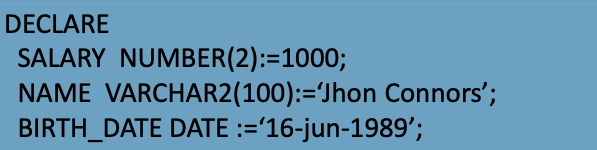 DECLARE
SALARY NUMBER(2):=1000;
NAME VARCHAR2(100):=‘Jhon Connors’;
BIRTH_DATE DATE :=‘16-jun-1989’;